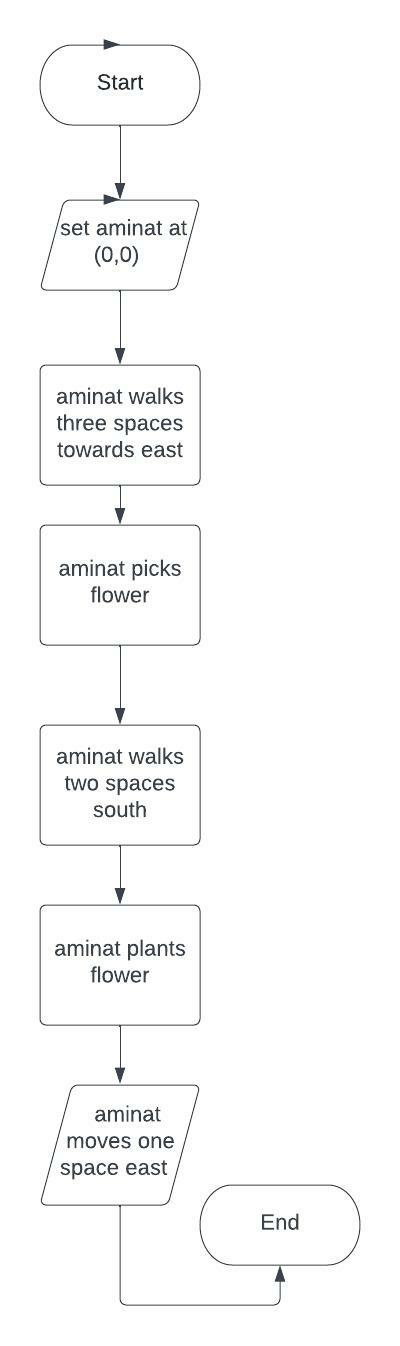 Start
set aminat at
(0,0)
aminat walks
three spaces
towards east
aminat picks
flower
aminat walks
two spaces
south
aminat plants
flower
aminat
moves one
space east
End